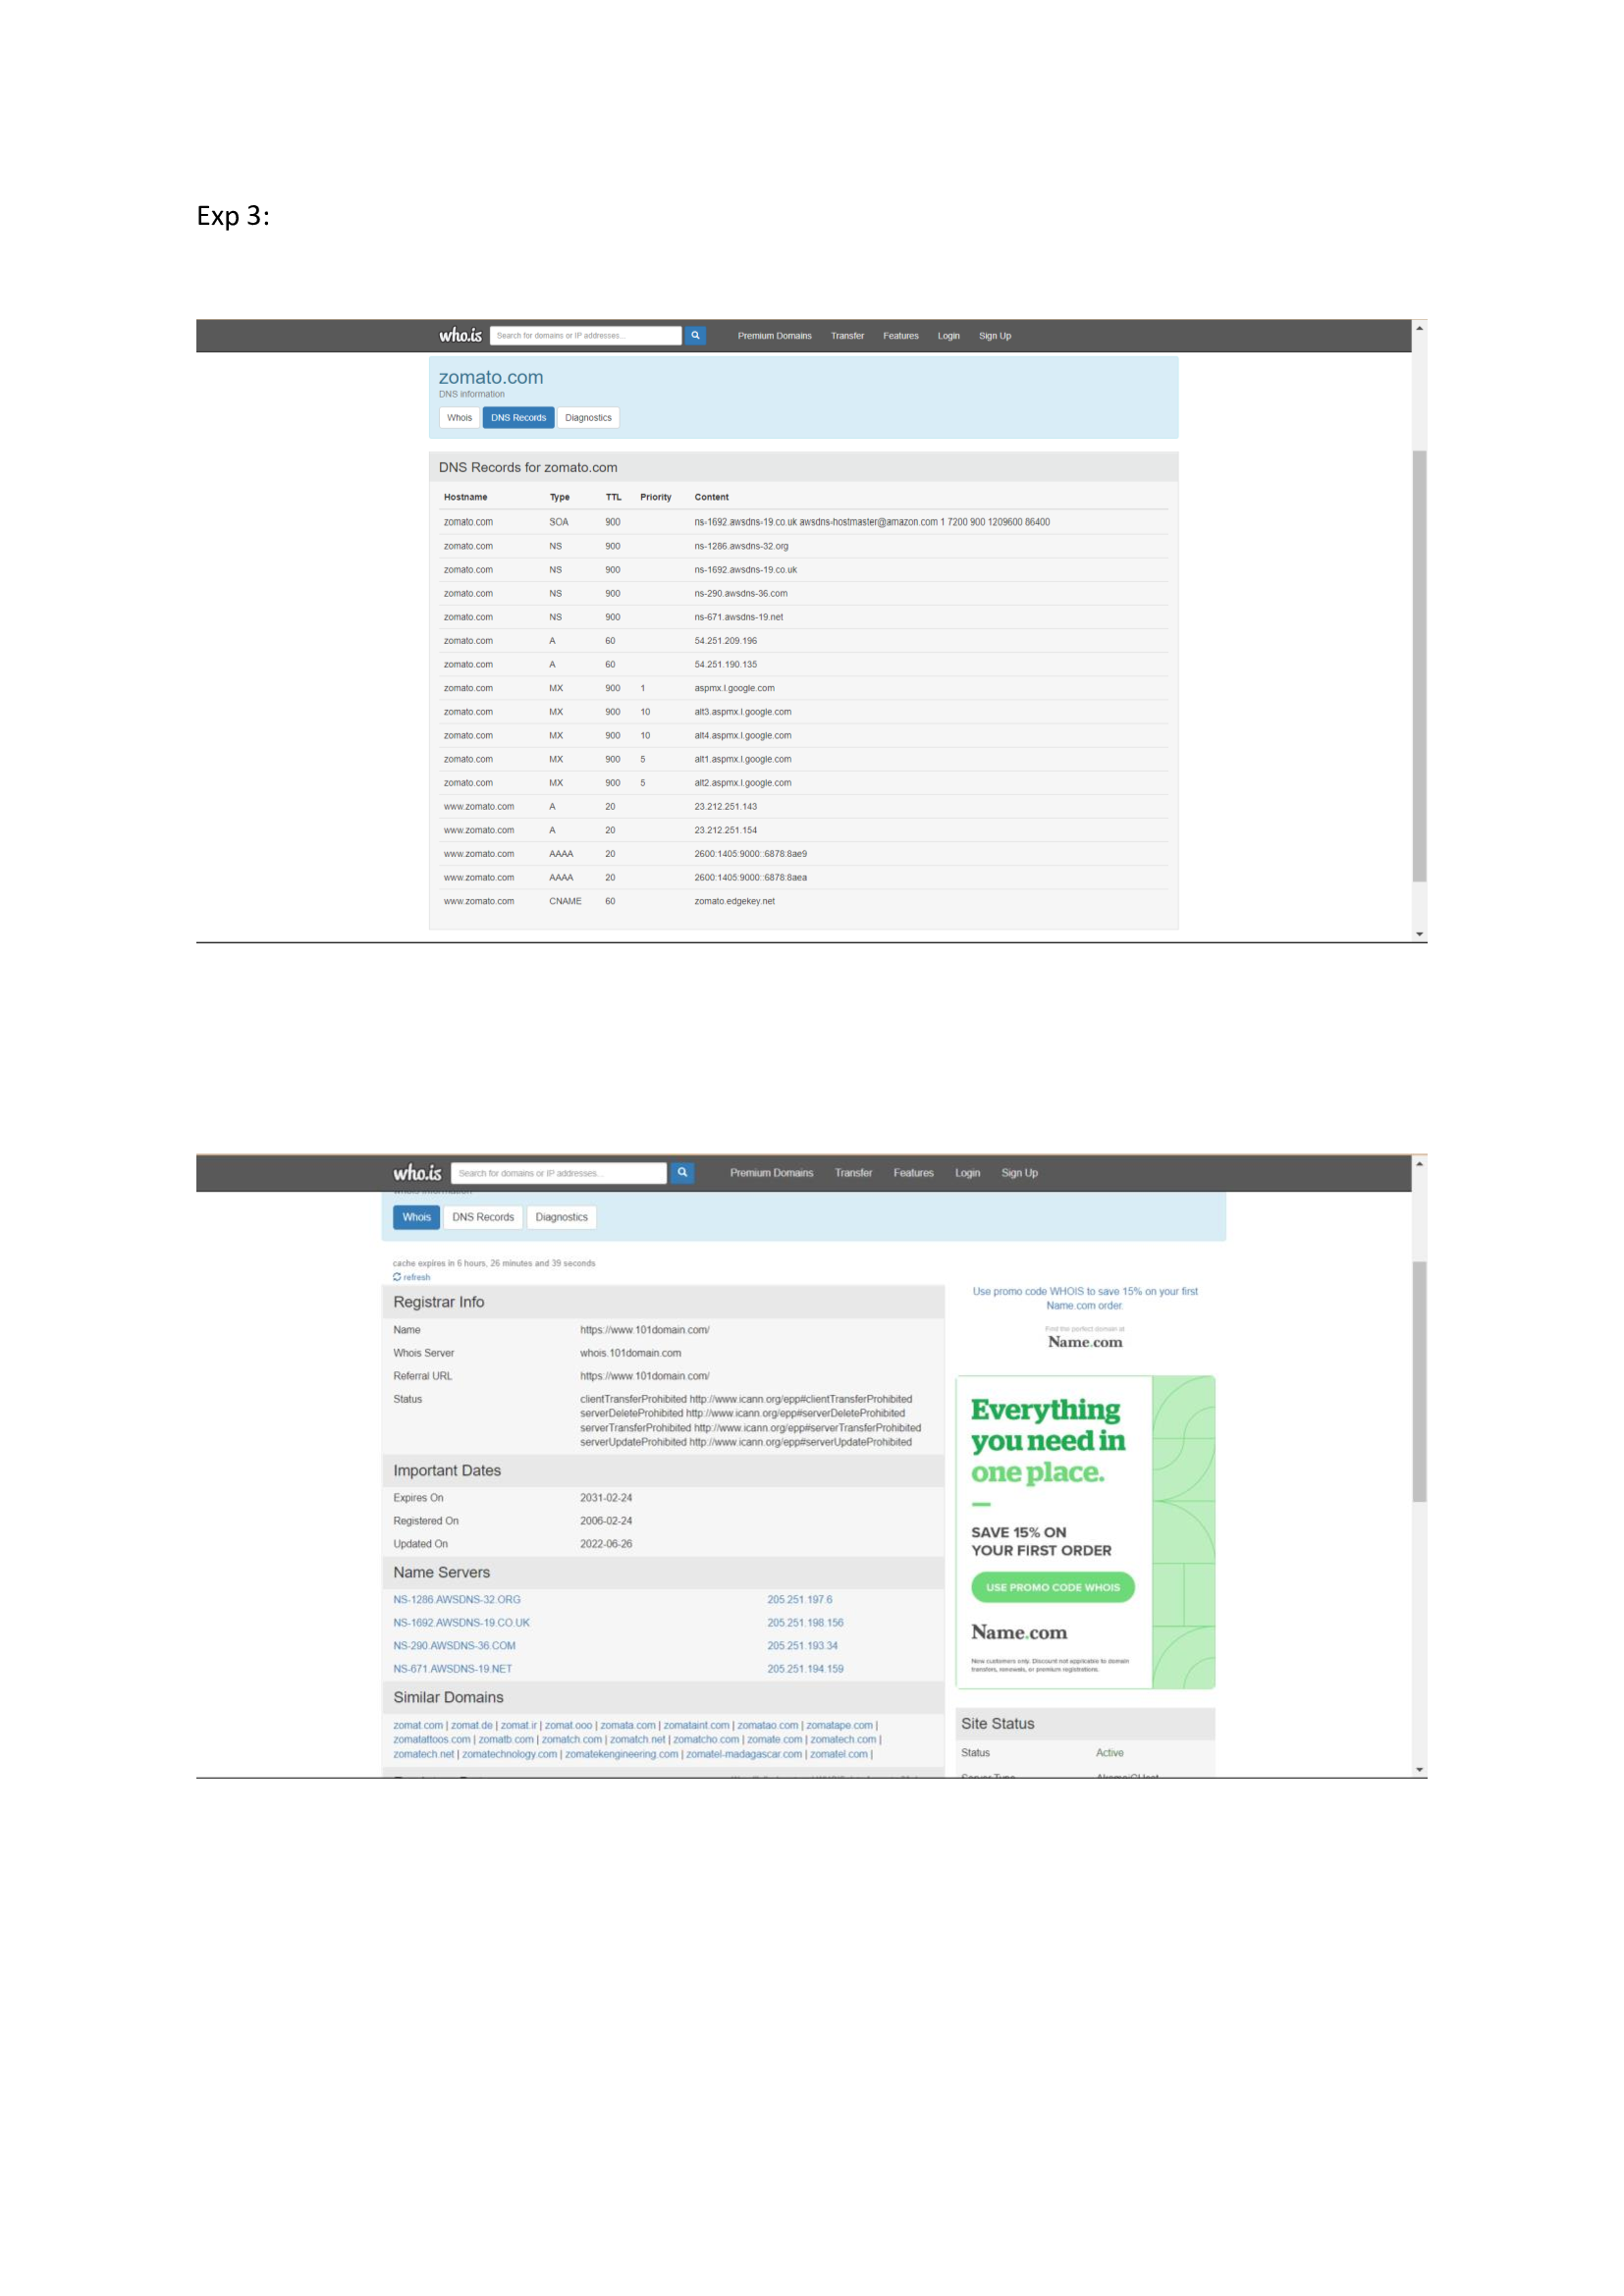 Exp 3:
who.is Search for domains or IP addresses... Premium Domains Transfer Features Login Sign Up
zomato.com
DNS information
Whois DNS Records Diagnostics
DNS Records for zomato.com
Hostname Type TTL Priority Content
zomato.com SOA 900 ns-1692.awsdns-19.co.uk awsdns-hostmaster@amazon.com 1 7200 900 1209600 86400
zomato.com NS 900 ns-1286.awsdns-32.org
zomato.com NS 900 ns-1692.awsdns-19.co.uk
zomato.com NS 900 ns-290.awsdns-36.com
zomato.com NS 900 ns-671.awsdns-19.net
zomato.com A 60 54.251.209.196
zomato.com A 60 54.251.190.135
zomato.com MX 900 1 aspmx.l.google.com
zomato.com MX 900 10 alt3.aspmx.l.google.com
zomato.com MX 900 10 alt4.aspmx.l.google.com
zomato.com MX 900 5 alt1.aspmx.l.google.com
zomato.com MX 900 5 alt2.aspmx.l.google.com
www.zomato.com A 20 23.212.251.143
www.zomato.com A 20 23.212.251.154
www.zomato.com AAAA 20 2600:1405:9000::6878:8ae9
www.zomato.com AAAA 20 2600:1405:9000::6878:8aea
www.zomato.com CNAME 60 zomato.edgekey.net
who.is Search for domains or IP addresses... Premium Domains Transfer Features Login Sign Up
Whois DNS Records Diagnostics
cache expires in 6 hours, 26 minutes and 39 seconds
refresh
Registrar Info
Name https://www.101domain.com/
Whois Server whois.101domain.com
Referral URL https://www.101domain.com/
Status clientTransferProhibited http://www.icann.org/epp#clientTransferProhibited
serverDeleteProhibited http://www.icann.org/epp#serverDeleteProhibited
serverTransferProhibited http://www.icann.org/epp#serverTransferProhibited
serverUpdateProhibited http://www.icann.org/epp#serverUpdateProhibited
Important Dates
Expires On 2031-02-24
Registered On 2006-02-24
Updated On 2022-06-26
Name Servers
NS-1286.AWSDNS-32.ORG 205.251.197.6
NS-1692.AWSDNS-19.CO.UK 205.251.198.156
NS-290.AWSDNS-36.COM 205.251.193.34
NS-671.AWSDNS-19.NET 205.251.194.159
Similar Domains
zomat.com | zomat.de | zomat.ir | zomat.ooo | zomata.com | zomataint.com | zomatao.com | zomatape.com |
zomatattoos.com | zomatb.com | zomatch.com | zomatch.net | zomatcho.com | zomate.com | zomatech.com |
zomatech.net | zomatechnology.com | zomatekengineering.com | zomatel-madagascar.com | zomatel.com |
Use promo code WHOIS to save 15% on your first
Name.com order.
Find the perfect domain at
Name.com
Everything
you need in
one place.
SAVE 15% ON
YOUR FIRST ORDER
USE PROMO CODE WHOIS
Name.com
New customers only. Discount not applicable to domain
transfers, renewals, or premium registrations.
Site Status
Status Active